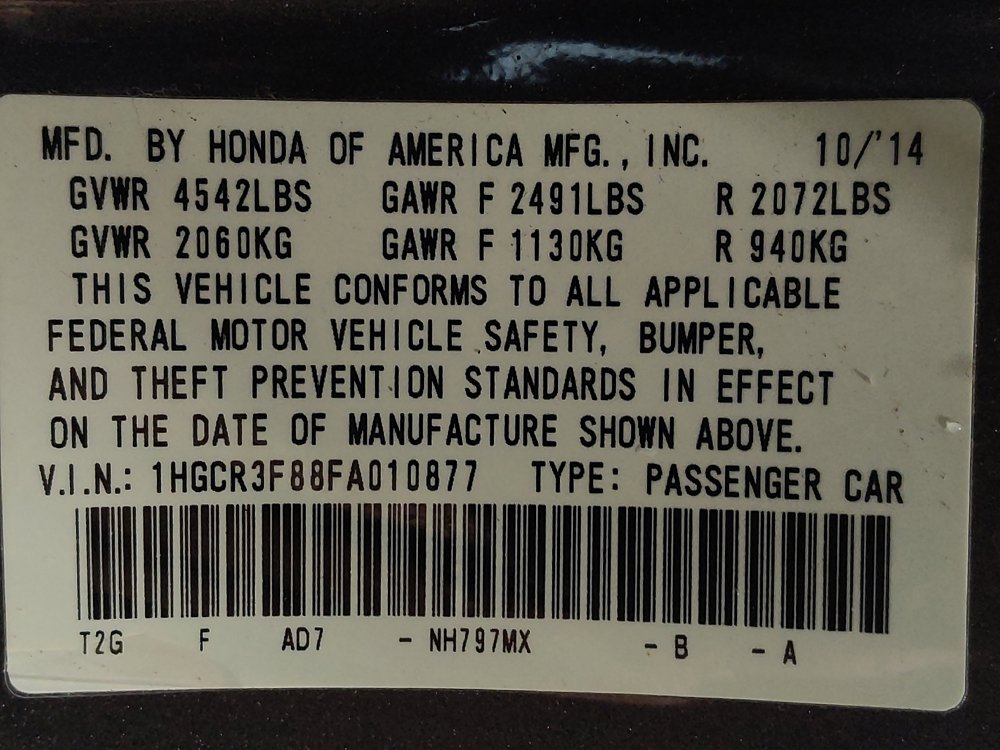 MFD. BY HONDA OF AMERICA MFG., INC. 10/'14
GVWR 4542LBS GAWR F 2491LBS R 2072LBS
GVWR 2060KG GAWR F 1130KG R 940KG
THIS VEHICLE CONFORMS TO ALL APPLICABLE
FEDERAL MOTOR VEHICLE SAFETY, BUMPER,
AND THEFT PREVENTION STANDARDS IN EFFECT
ON THE DATE OF MANUFACTURE SHOWN ABOVE.
V.I.N.: 1HGCR3F88FA010877 TYPE: PASSENGER CAR
T2G F AD7 - NH797MX - B - A